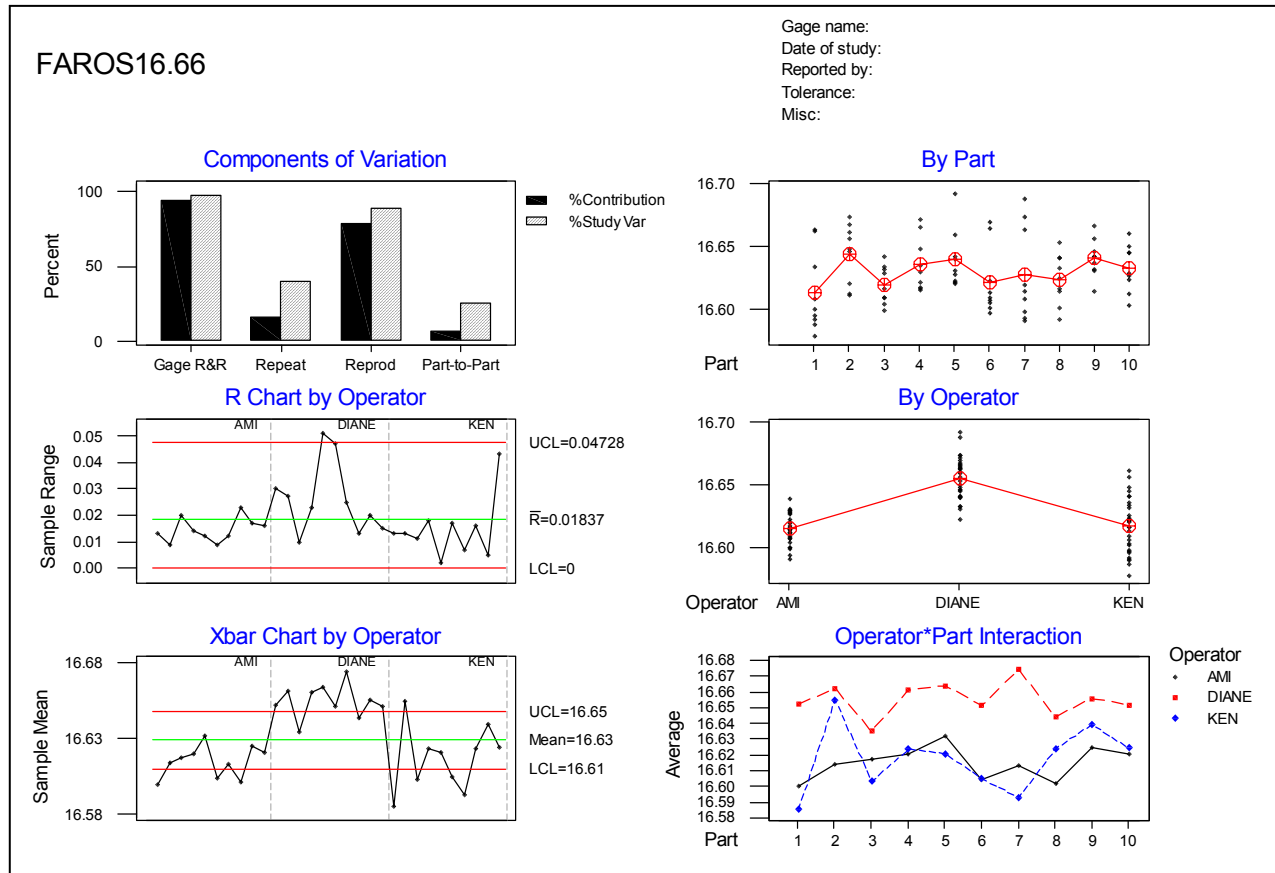 FAROS16.66
Gage name:
Date of study:
Reported by:
Tolerance:
Misc:
Components of Variation
100
50
0
Percent
Gage R&R Repeat Reprod Part-to-Part
%Contribution
%Study Var
By Part
16.70
16.65
16.60
Part 1 2 3 4 5 6 7 8 9 10
R Chart by Operator
AMI DIANE KEN
0.05
0.04
0.03
0.02
0.01
0.00
Sample Range
UCL=0.04728
R̅=0.01837
LCL=0
By Operator
16.70
16.65
16.60
Operator AMI DIANE KEN
Xbar Chart by Operator
AMI DIANE KEN
16.68
16.63
16.58
Sample Mean
UCL=16.65
Mean=16.63
LCL=16.61
Operator*Part Interaction
16.68
16.67
16.66
16.65
16.64
16.63
16.62
16.61
16.60
16.59
16.58
Average
Part 1 2 3 4 5 6 7 8 9 10
Operator
AMI
DIANE
KEN